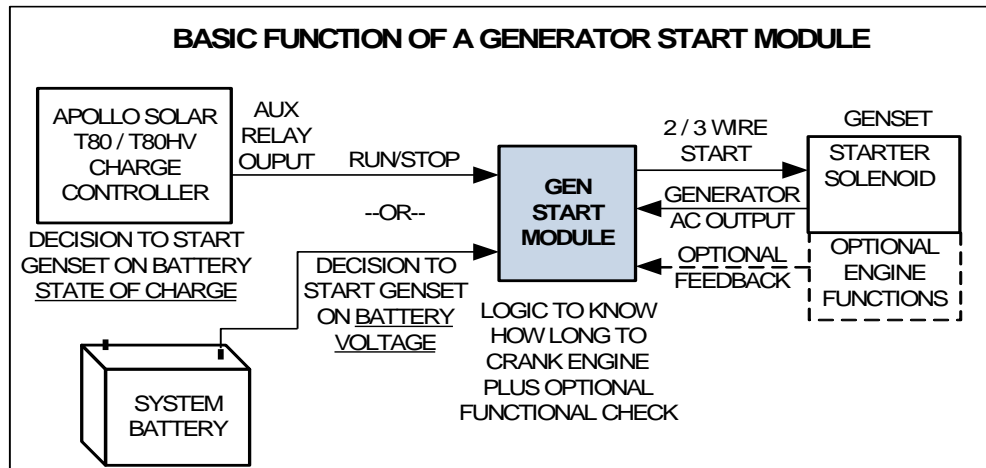 BASIC FUNCTION OF A GENERATOR START MODULE
APOLLO SOLAR
T80 / T80HV
CHARGE
CONTROLLER
AUX
RELAY
OUPUT
DECISION TO START
GENSET ON BATTERY
STATE OF CHARGE
RUN/STOP
--OR--
DECISION TO
START GENSET
ON BATTERY
VOLTAGE
SYSTEM
BATTERY
GEN
START
MODULE
LOGIC TO KNOW
HOW LONG TO
CRANK ENGINE
PLUS OPTIONAL
FUNCTIONAL CHECK
2 / 3 WIRE
START
GENERATOR
AC OUTPUT
OPTIONAL
FEEDBACK
GENSET
STARTER
SOLENOID
OPTIONAL
ENGINE
FUNCTIONS